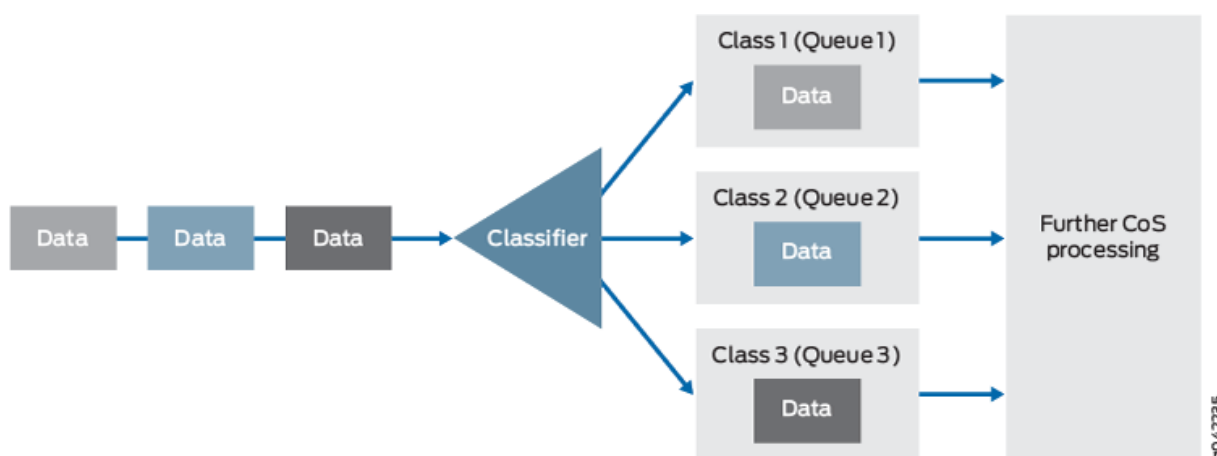 Class 1 (Queue 1)
Data
Data
Data
Data
Classifier
Class 2 (Queue 2)
Data
Further CoS
processing
Class 3 (Queue 3)
Data